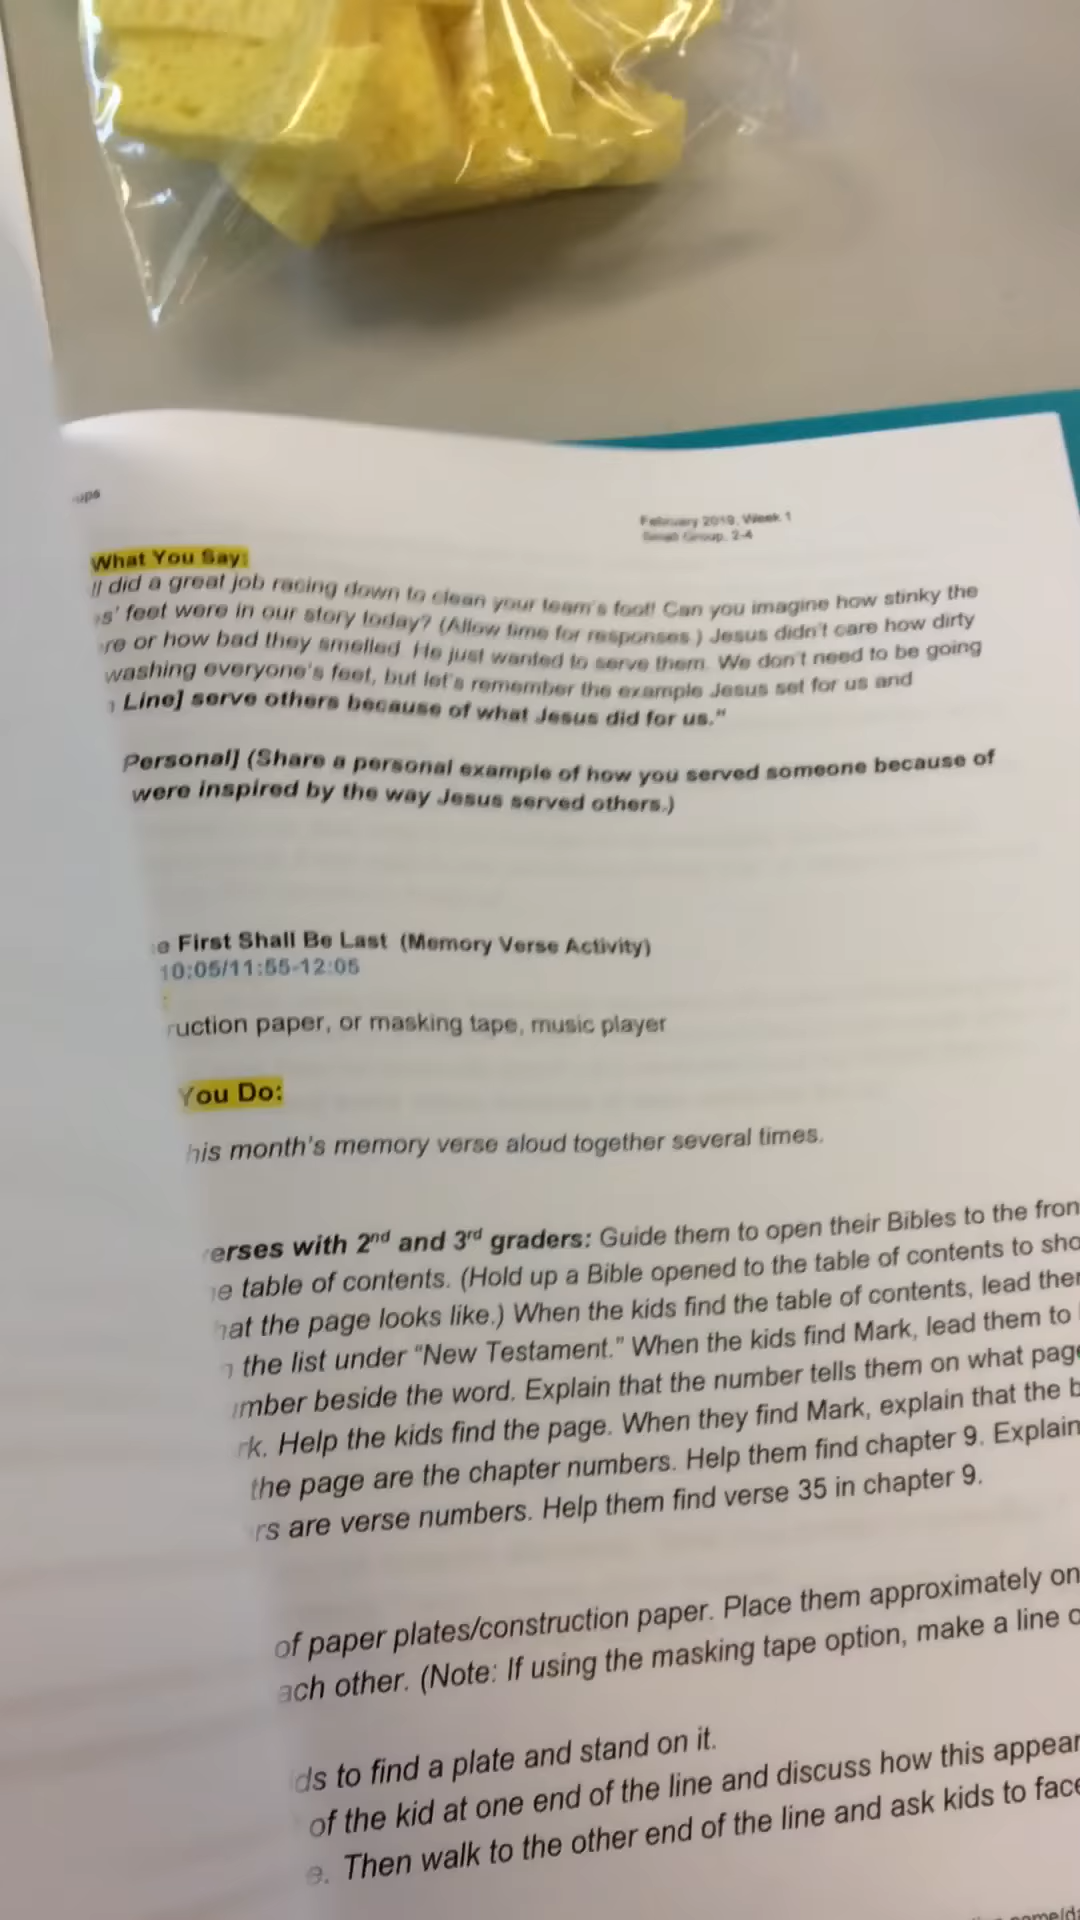 February 2019, Week 1
Small Group, 2-4
What You Say:
did a great job racing down to clean your team's foot! Can you imagine how stinky the
feet were in our story today? (Allow time for responses.) Jesus didn't care how dirty
or how bad they smelled. He just wanted to serve them. We don't need to be going
washing everyone's feet, but let's remember the example Jesus set for us and
Line] serve others because of what Jesus did for us."
Personal] (Share a personal example of how you served someone because of
were inspired by the way Jesus served others.)
First Shall Be Last (Memory Verse Activity)
10:05/11:55-12:05
ruction paper, or masking tape, music player
You Do:
his month's memory verse aloud together several times.
erses with 2nd and 3rd graders: Guide them to open their Bibles to the fron
e table of contents. (Hold up a Bible opened to the table of contents to sho
hat the page looks like.) When the kids find the table of contents, lead ther
the list under “New Testament.” When the kids find Mark, lead them to
mber beside the word. Explain that the number tells them on what page
rk. Help the kids find the page. When they find Mark, explain that the b
the page are the chapter numbers. Help them find chapter 9. Explain
rs are verse numbers. Help them find verse 35 in chapter 9.
of paper plates/construction paper. Place them approximately on
ach other. (Note: If using the masking tape option, make a line o
ds to find a plate and stand on it.
of the kid at one end of the line and discuss how this appear
e. Then walk to the other end of the line and ask kids to face